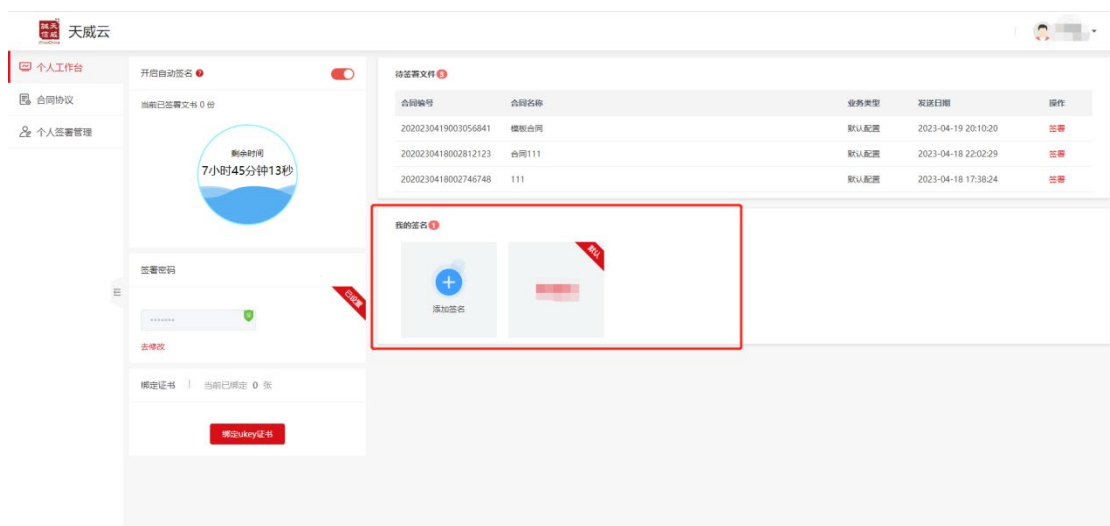 天威云
个人工作台
合同协议
个人签署管理
开启自动签名
当前已签署文书 0 份
剩余时间
7小时45分钟13秒
签署密码
已设置
·······
去修改
绑定证书 | 当前已绑定 0 张
绑定ukey证书
待签署文件 3
合同编号 合同名称 业务类型 发送日期 操作
2020230419003056841 模板合同 默认配置 2023-04-19 20:10:20 签署
2020230418002812123 合同111 默认配置 2023-04-18 22:02:29 签署
2020230418002746748 111 默认配置 2023-04-18 17:38:24 签署
我的签名 1
添加签名
默认